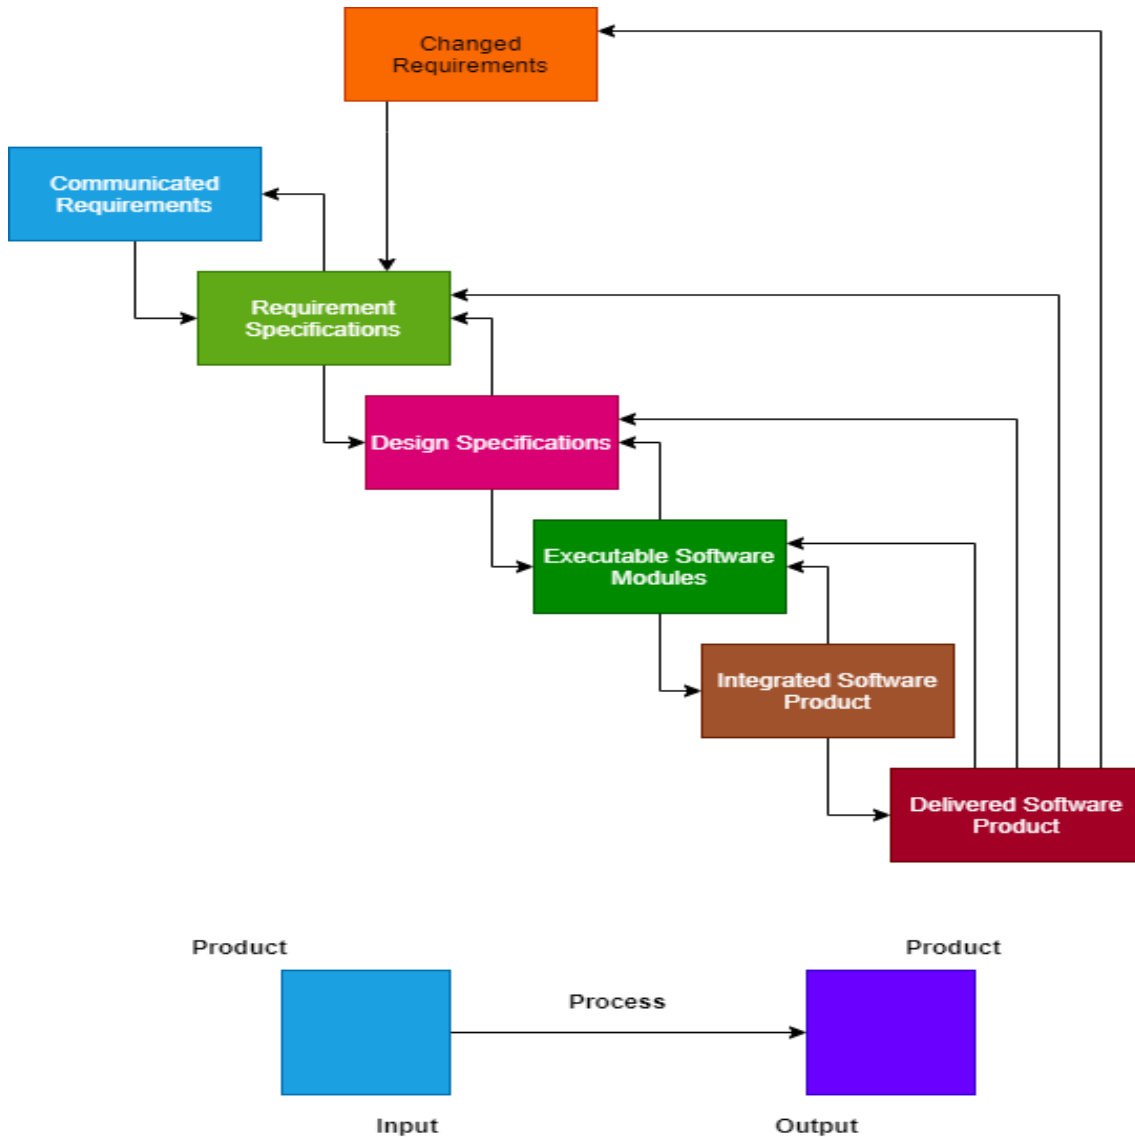 Changed
Requirements
Communicated
Requirements
Requirement
Specifications
Design Specifications
Executable Software
Modules
Integrated Software
Product
Delivered Software
Product
Product
Product
Process
Input
Output